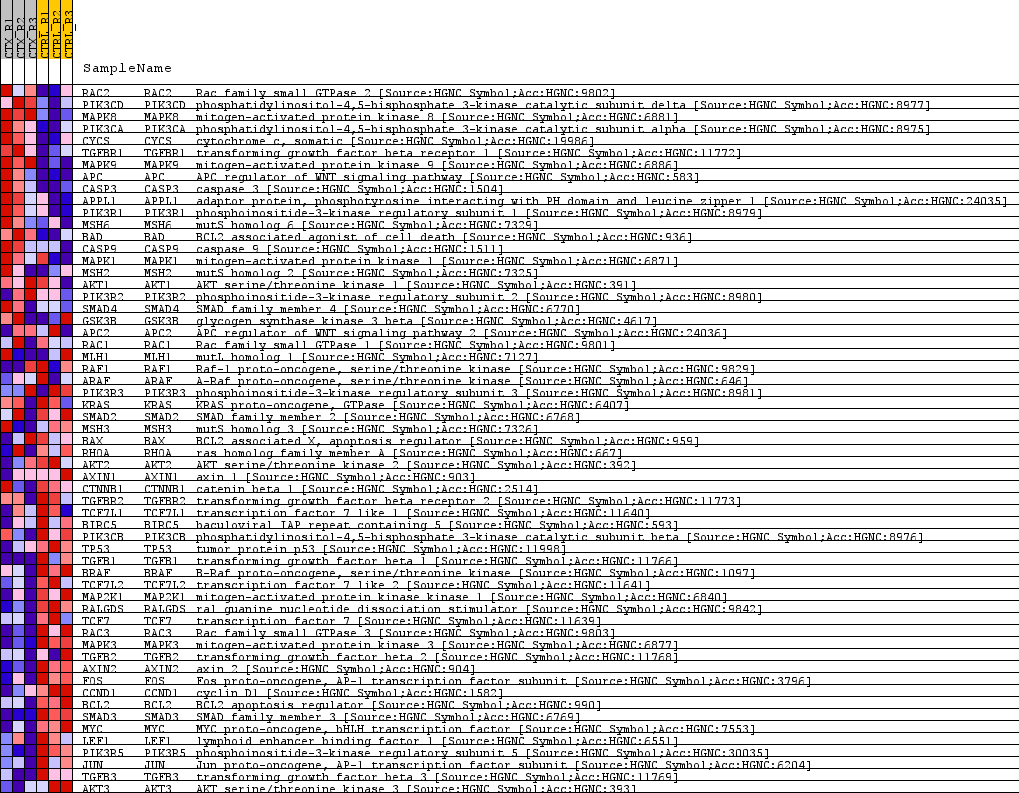 CTX_R1 CTX_R2 CTX_R3 CTRL_R1 CTRL_R2 CTRL_R3
SampleName
RAC2 RAC2 Rac family small GTPase 2 [Source:HGNC Symbol;Acc:HGNC:9802]
PIK3CD PIK3CD phosphatidylinositol-4,5-bisphosphate 3-kinase catalytic subunit delta [Source:HGNC Symbol;Acc:HGNC:8977]
MAPK8 MAPK8 mitogen-activated protein kinase 8 [Source:HGNC Symbol;Acc:HGNC:6881]
PIK3CA PIK3CA phosphatidylinositol-4,5-bisphosphate 3-kinase catalytic subunit alpha [Source:HGNC Symbol;Acc:HGNC:8975]
CYCS CYCS cytochrome c, somatic [Source:HGNC Symbol;Acc:HGNC:19986]
TGFBR1 TGFBR1 transforming growth factor beta receptor 1 [Source:HGNC Symbol;Acc:HGNC:11772]
MAPK9 MAPK9 mitogen-activated protein kinase 9 [Source:HGNC Symbol;Acc:HGNC:6886]
APC APC APC regulator of WNT signaling pathway [Source:HGNC Symbol;Acc:HGNC:583]
CASP3 CASP3 caspase 3 [Source:HGNC Symbol;Acc:HGNC:1504]
APPL1 APPL1 adaptor protein, phosphotyrosine interacting with PH domain and leucine zipper 1 [Source:HGNC Symbol;Acc:HGNC:24035]
PIK3R1 PIK3R1 phosphoinositide-3-kinase regulatory subunit 1 [Source:HGNC Symbol;Acc:HGNC:8979]
MSH6 MSH6 mutS homolog 6 [Source:HGNC Symbol;Acc:HGNC:7329]
BAD BAD BCL2 associated agonist of cell death [Source:HGNC Symbol;Acc:HGNC:936]
CASP9 CASP9 caspase 9 [Source:HGNC Symbol;Acc:HGNC:1511]
MAPK1 MAPK1 mitogen-activated protein kinase 1 [Source:HGNC Symbol;Acc:HGNC:6871]
MSH2 MSH2 mutS homolog 2 [Source:HGNC Symbol;Acc:HGNC:7325]
AKT1 AKT1 AKT serine/threonine kinase 1 [Source:HGNC Symbol;Acc:HGNC:391]
PIK3R2 PIK3R2 phosphoinositide-3-kinase regulatory subunit 2 [Source:HGNC Symbol;Acc:HGNC:8980]
SMAD4 SMAD4 SMAD family member 4 [Source:HGNC Symbol;Acc:HGNC:6770]
GSK3B GSK3B glycogen synthase kinase 3 beta [Source:HGNC Symbol;Acc:HGNC:4617]
APC2 APC2 APC regulator of WNT signaling pathway 2 [Source:HGNC Symbol;Acc:HGNC:24036]
RAC1 RAC1 Rac family small GTPase 1 [Source:HGNC Symbol;Acc:HGNC:9801]
MLH1 MLH1 mutL homolog 1 [Source:HGNC Symbol;Acc:HGNC:7127]
RAF1 RAF1 Raf-1 proto-oncogene, serine/threonine kinase [Source:HGNC Symbol;Acc:HGNC:9829]
ARAF ARAF A-Raf proto-oncogene, serine/threonine kinase [Source:HGNC Symbol;Acc:HGNC:646]
PIK3R3 PIK3R3 phosphoinositide-3-kinase regulatory subunit 3 [Source:HGNC Symbol;Acc:HGNC:8981]
KRAS KRAS KRAS proto-oncogene, GTPase [Source:HGNC Symbol;Acc:HGNC:6407]
SMAD2 SMAD2 SMAD family member 2 [Source:HGNC Symbol;Acc:HGNC:6768]
MSH3 MSH3 mutS homolog 3 [Source:HGNC Symbol;Acc:HGNC:7326]
BAX BAX BCL2 associated X, apoptosis regulator [Source:HGNC Symbol;Acc:HGNC:959]
RHOA RHOA ras homolog family member A [Source:HGNC Symbol;Acc:HGNC:667]
AKT2 AKT2 AKT serine/threonine kinase 2 [Source:HGNC Symbol;Acc:HGNC:392]
AXIN1 AXIN1 axin 1 [Source:HGNC Symbol;Acc:HGNC:903]
CTNNB1 CTNNB1 catenin beta 1 [Source:HGNC Symbol;Acc:HGNC:2514]
TGFBR2 TGFBR2 transforming growth factor beta receptor 2 [Source:HGNC Symbol;Acc:HGNC:11773]
TCF7L1 TCF7L1 transcription factor 7 like 1 [Source:HGNC Symbol;Acc:HGNC:11640]
BIRC5 BIRC5 baculoviral IAP repeat containing 5 [Source:HGNC Symbol;Acc:HGNC:593]
PIK3CB PIK3CB phosphatidylinositol-4,5-bisphosphate 3-kinase catalytic subunit beta [Source:HGNC Symbol;Acc:HGNC:8976]
TP53 TP53 tumor protein p53 [Source:HGNC Symbol;Acc:HGNC:11998]
TGFB1 TGFB1 transforming growth factor beta 1 [Source:HGNC Symbol;Acc:HGNC:11766]
BRAF BRAF B-Raf proto-oncogene, serine/threonine kinase [Source:HGNC Symbol;Acc:HGNC:1097]
TCF7L2 TCF7L2 transcription factor 7 like 2 [Source:HGNC Symbol;Acc:HGNC:11641]
MAP2K1 MAP2K1 mitogen-activated protein kinase kinase 1 [Source:HGNC Symbol;Acc:HGNC:6840]
RALGDS RALGDS ral guanine nucleotide dissociation stimulator [Source:HGNC Symbol;Acc:HGNC:9842]
TCF7 TCF7 transcription factor 7 [Source:HGNC Symbol;Acc:HGNC:11639]
RAC3 RAC3 Rac family small GTPase 3 [Source:HGNC Symbol;Acc:HGNC:9803]
MAPK3 MAPK3 mitogen-activated protein kinase 3 [Source:HGNC Symbol;Acc:HGNC:6877]
TGFB2 TGFB2 transforming growth factor beta 2 [Source:HGNC Symbol;Acc:HGNC:11768]
AXIN2 AXIN2 axin 2 [Source:HGNC Symbol;Acc:HGNC:904]
FOS FOS Fos proto-oncogene, AP-1 transcription factor subunit [Source:HGNC Symbol;Acc:HGNC:3796]
CCND1 CCND1 cyclin D1 [Source:HGNC Symbol;Acc:HGNC:1582]
BCL2 BCL2 BCL2 apoptosis regulator [Source:HGNC Symbol;Acc:HGNC:990]
SMAD3 SMAD3 SMAD family member 3 [Source:HGNC Symbol;Acc:HGNC:6769]
MYC MYC MYC proto-oncogene, bHLH transcription factor [Source:HGNC Symbol;Acc:HGNC:7553]
LEF1 LEF1 lymphoid enhancer binding factor 1 [Source:HGNC Symbol;Acc:HGNC:6551]
PIK3R5 PIK3R5 phosphoinositide-3-kinase regulatory subunit 5 [Source:HGNC Symbol;Acc:HGNC:30035]
JUN JUN Jun proto-oncogene, AP-1 transcription factor subunit [Source:HGNC Symbol;Acc:HGNC:6204]
TGFB3 TGFB3 transforming growth factor beta 3 [Source:HGNC Symbol;Acc:HGNC:11769]
AKT3 AKT3 AKT serine/threonine kinase 3 [Source:HGNC Symbol;Acc:HGNC:393]